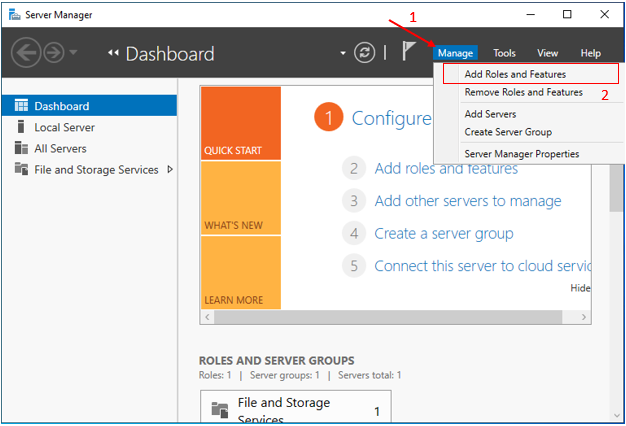 Server Manager
1
Dashboard
Manage Tools View Help
Add Roles and Features
Remove Roles and Features
2
Add Servers
Create Server Group
Server Manager Properties
Dashboard
Local Server
All Servers
File and Storage Services
QUICK START
WHAT'S NEW
LEARN MORE
1 Configure
2 Add roles and features
3 Add other servers to manage
4 Create a server group
5 Connect this server to cloud servic
Hide
ROLES AND SERVER GROUPS
Roles: 1 | Server groups: 1 | Servers total: 1
File and Storage
Services
1